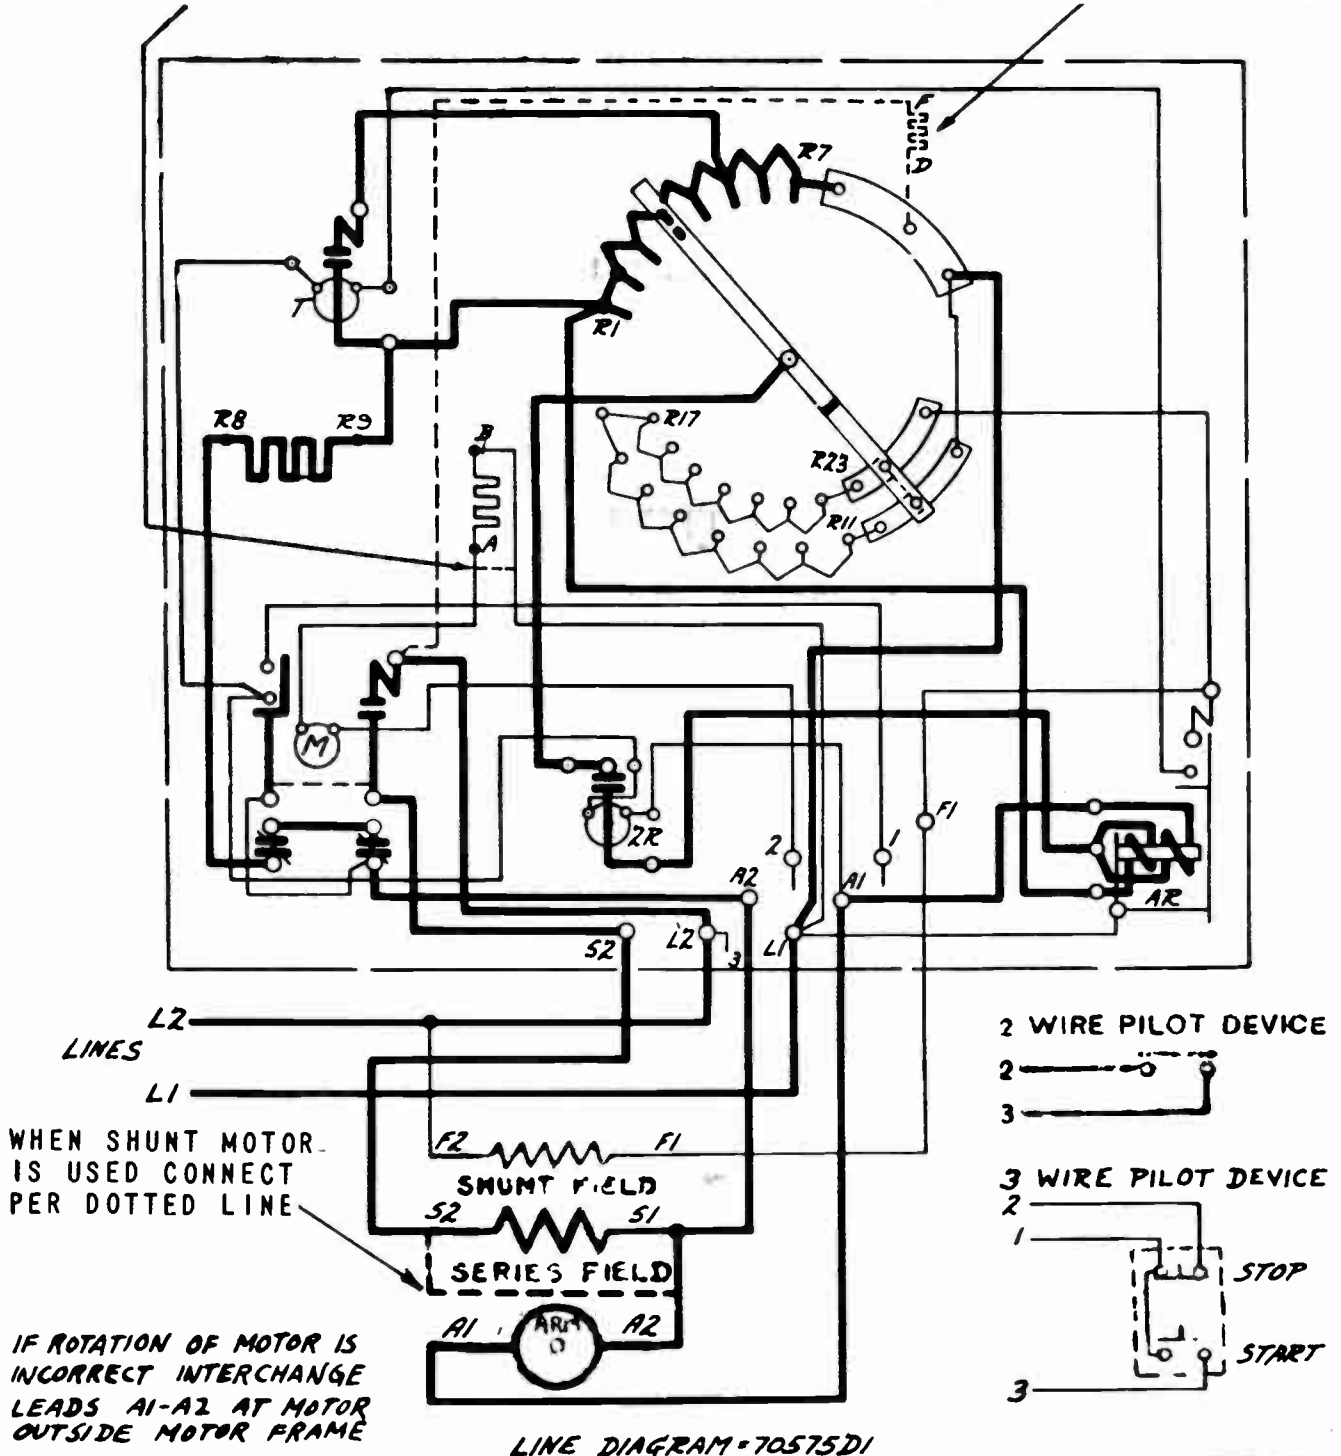 F
D
R7
T
R1
R8
R9
B
R17
R23
R11
A
M
2R
F1
2
1
A2
A1
AR
S2
L2
3
L1
L2
LINES
L1
2 WIRE PILOT DEVICE
2
3
WHEN SHUNT MOTOR
IS USED CONNECT
PER DOTTED LINE
F2
F1
SHUNT FIELD
S2
S1
SERIES FIELD
3 WIRE PILOT DEVICE
2
1
STOP
START
3
A1
ARM
A2
IF ROTATION OF MOTOR IS
INCORRECT INTERCHANGE
LEADS A1-A2 AT MOTOR
OUTSIDE MOTOR FRAME
LINE DIAGRAM=70575D1